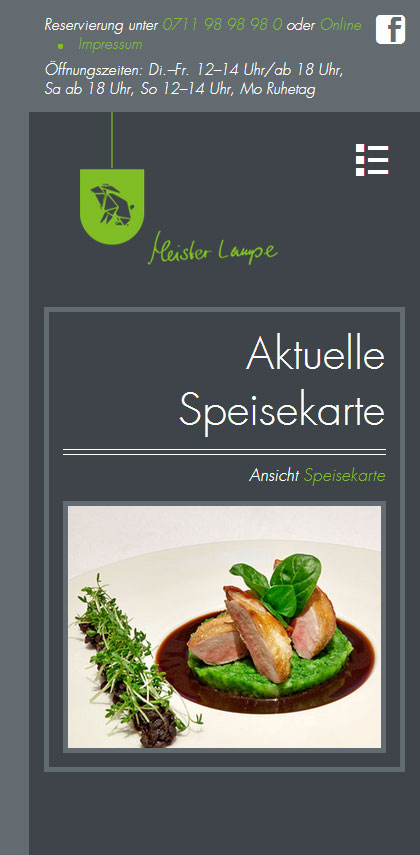 Reservierung unter 0711 98 98 98 0 oder Online
Impressum
Öffnungszeiten: Di.–Fr. 12–14 Uhr/ab 18 Uhr,
Sa ab 18 Uhr, So 12–14 Uhr, Mo Ruhetag
f
Meister Lampe
Aktuelle
Speisekarte
Ansicht Speisekarte